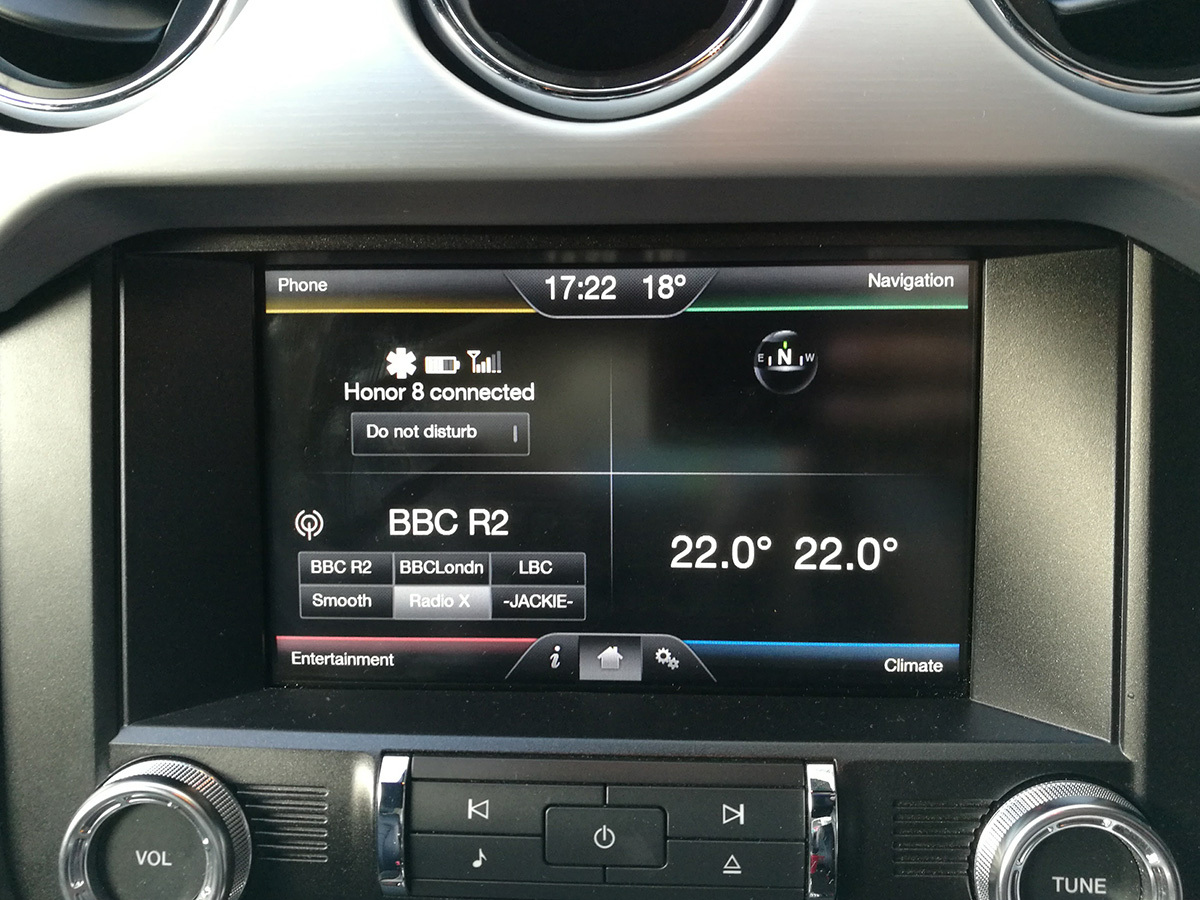 Phone 17:22 18° Navigation
E N W
Honor 8 connected
Do not disturb
BBC R2
22.0° 22.0°
BBC R2 BBCLondn LBC
Smooth Radio X -JACKIE-
Entertainment i Climate
VOL
TUNE